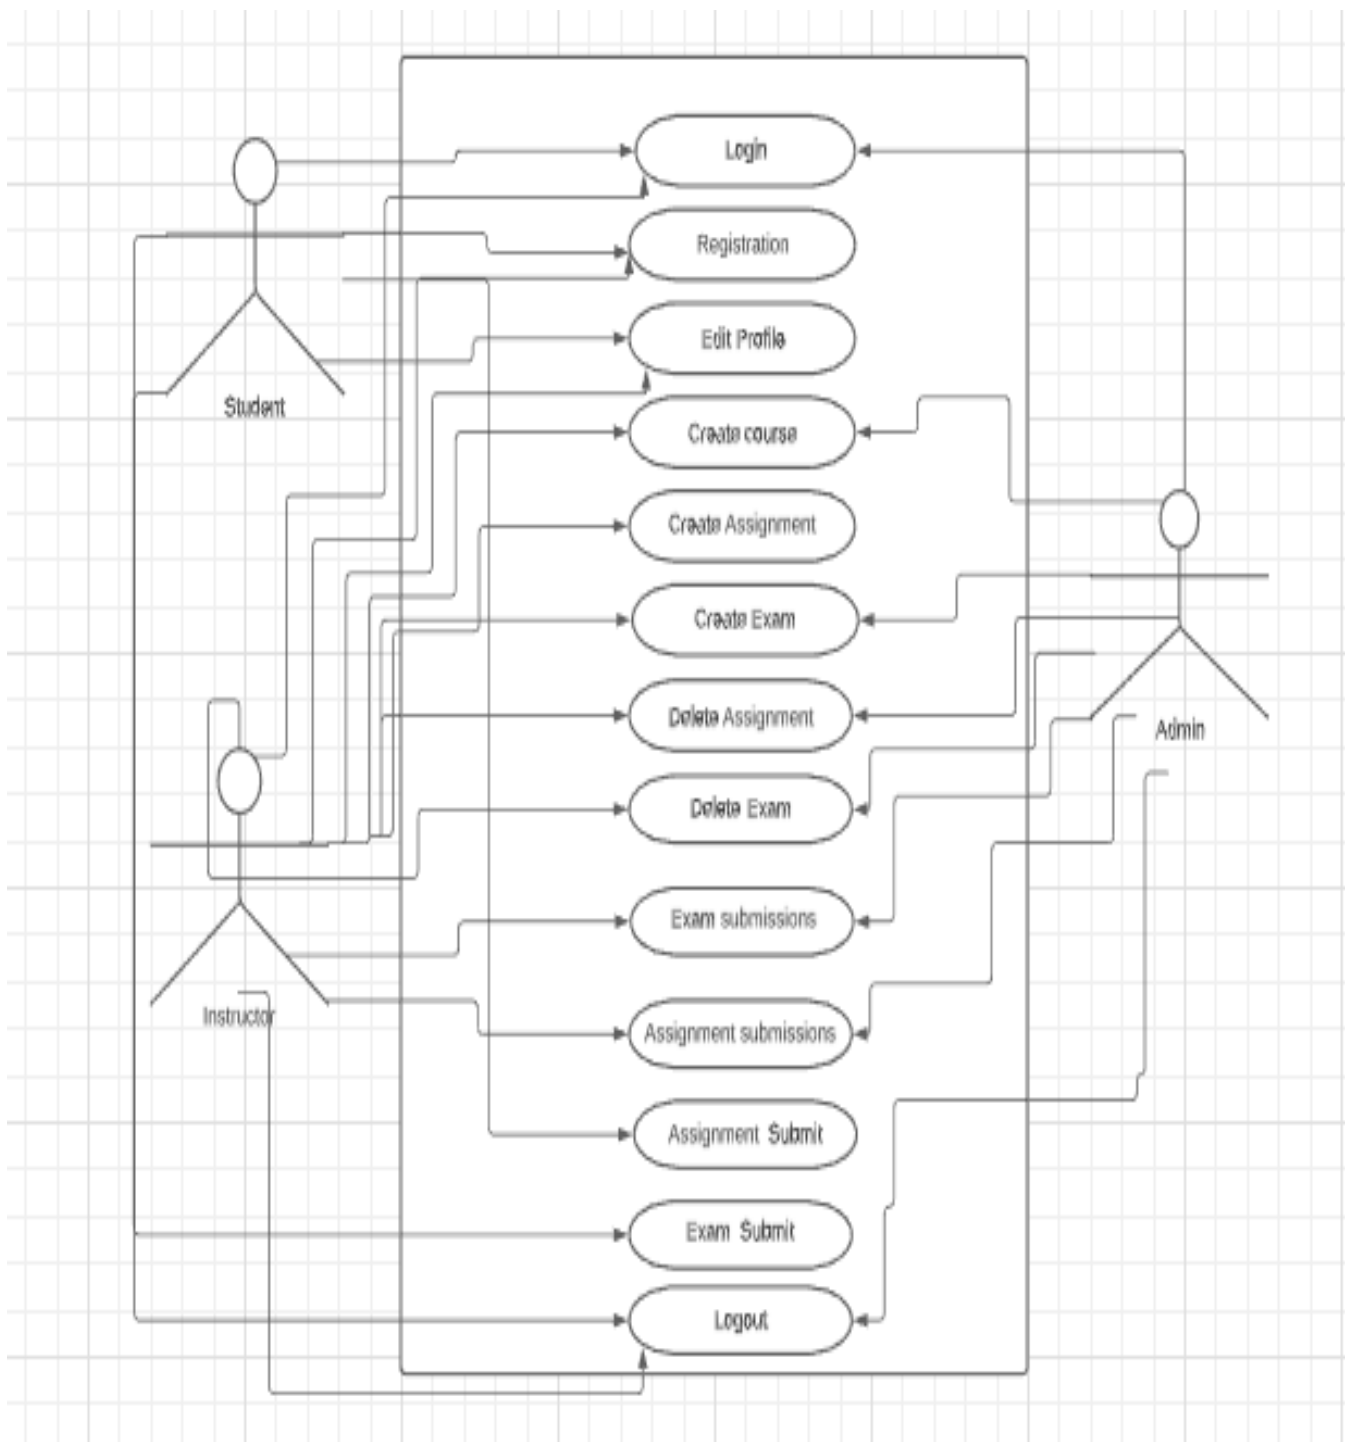 Login
Registration
Edit Profile
Student
Create course
Create Assignment
Create Exam
Delete Assignment
Admin
Delete Exam
Exam submissions
Instructor
Assignment submissions
Assignment Submit
Exam Submit
Logout